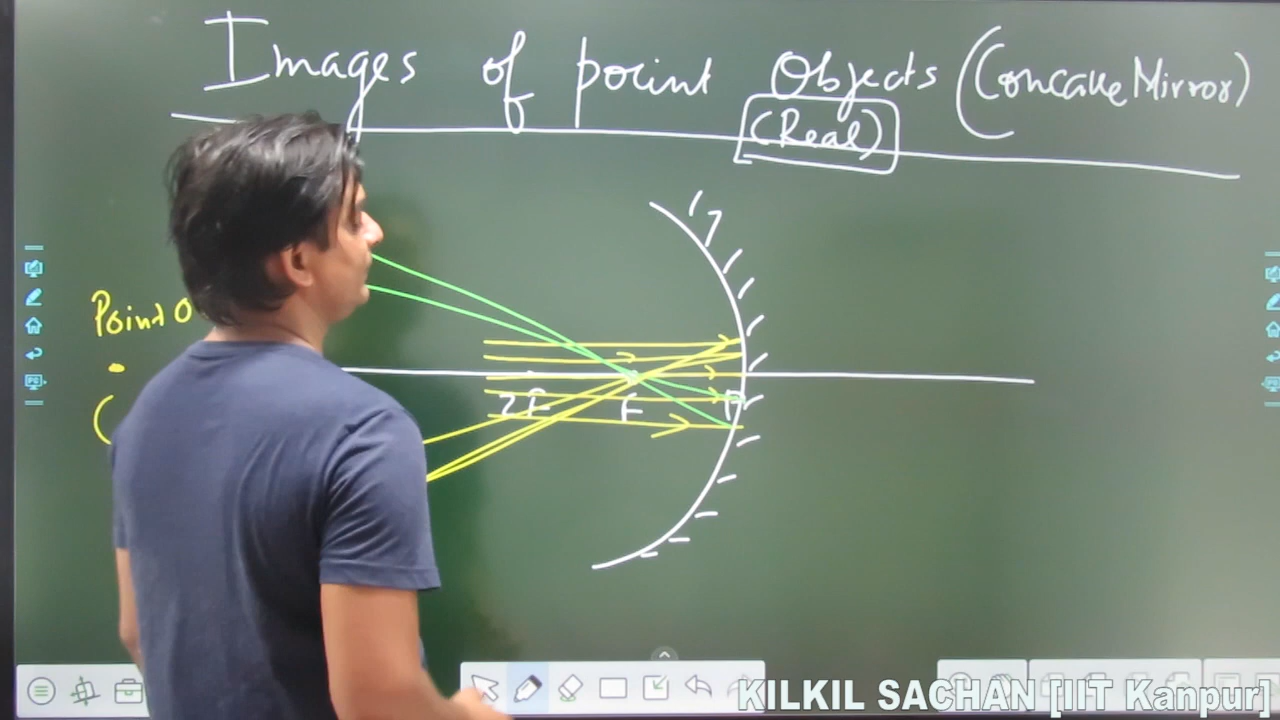 Images of point Objects (Concave Mirror)
(Real)
Point O
2F F P
KILKIL SACHAN [IIT Kanpur]